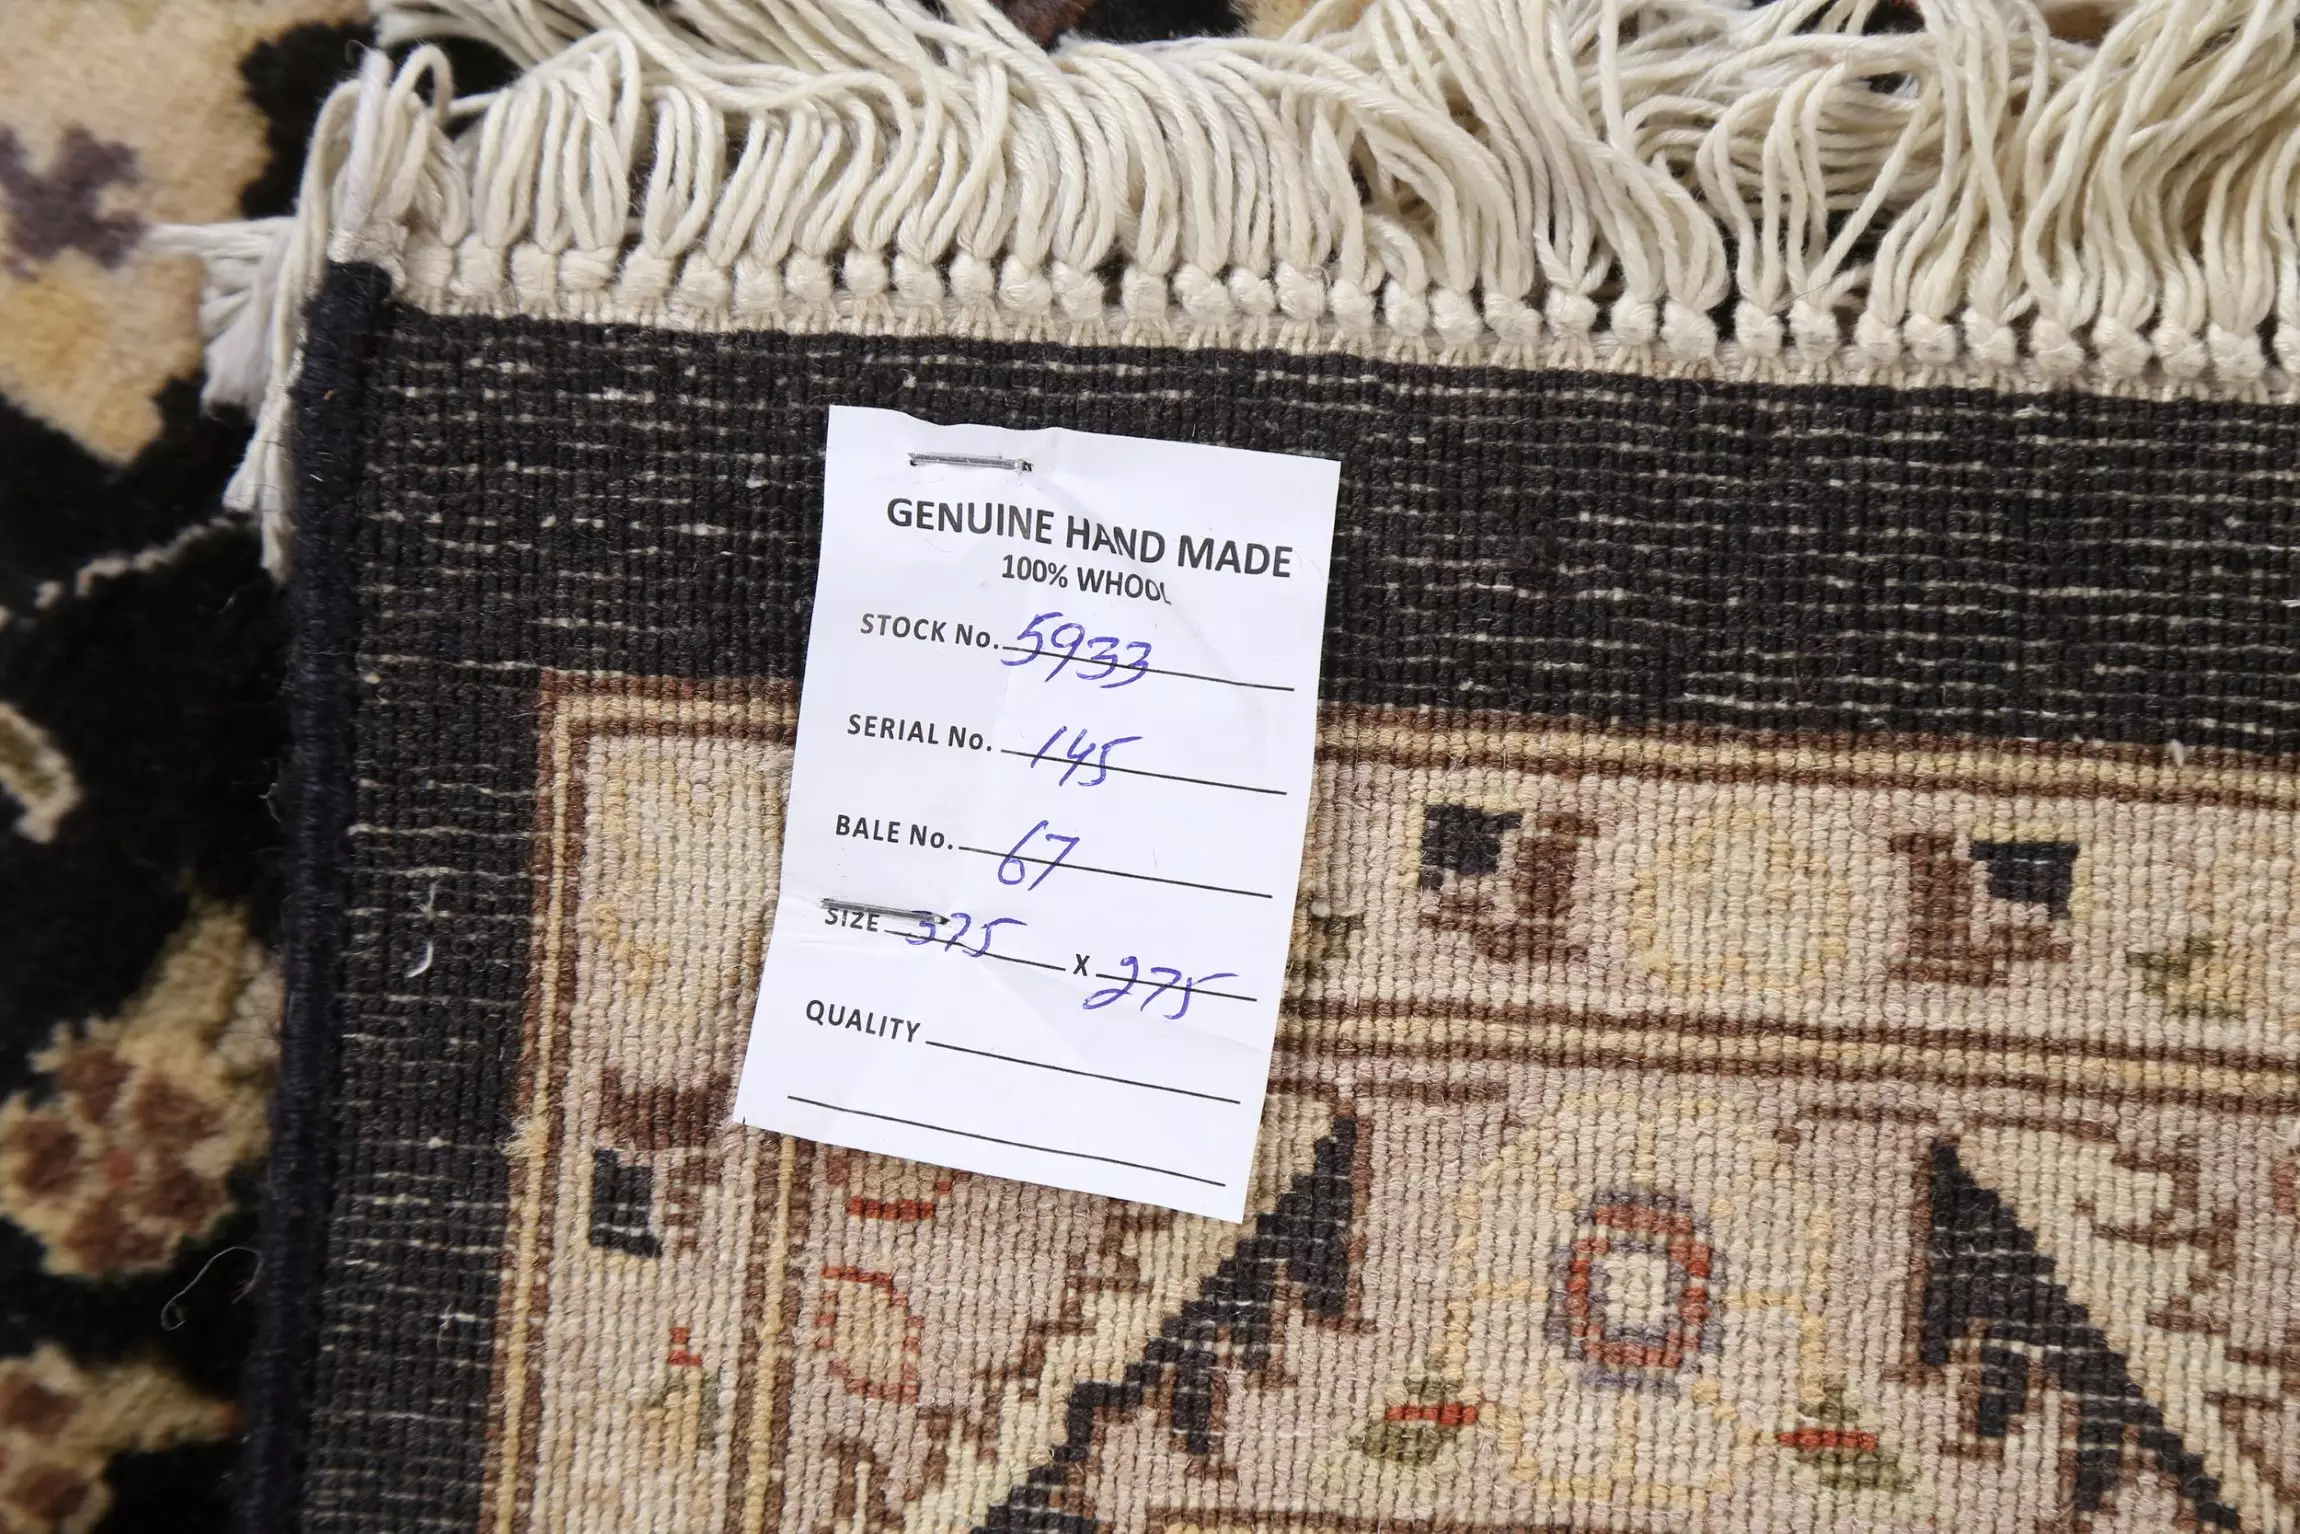 GENUINE HAND MADE
100% WHOOL
STOCK No. 5933
SERIAL No. 145
BALE No. 67
SIZE 375 X 275
QUALITY